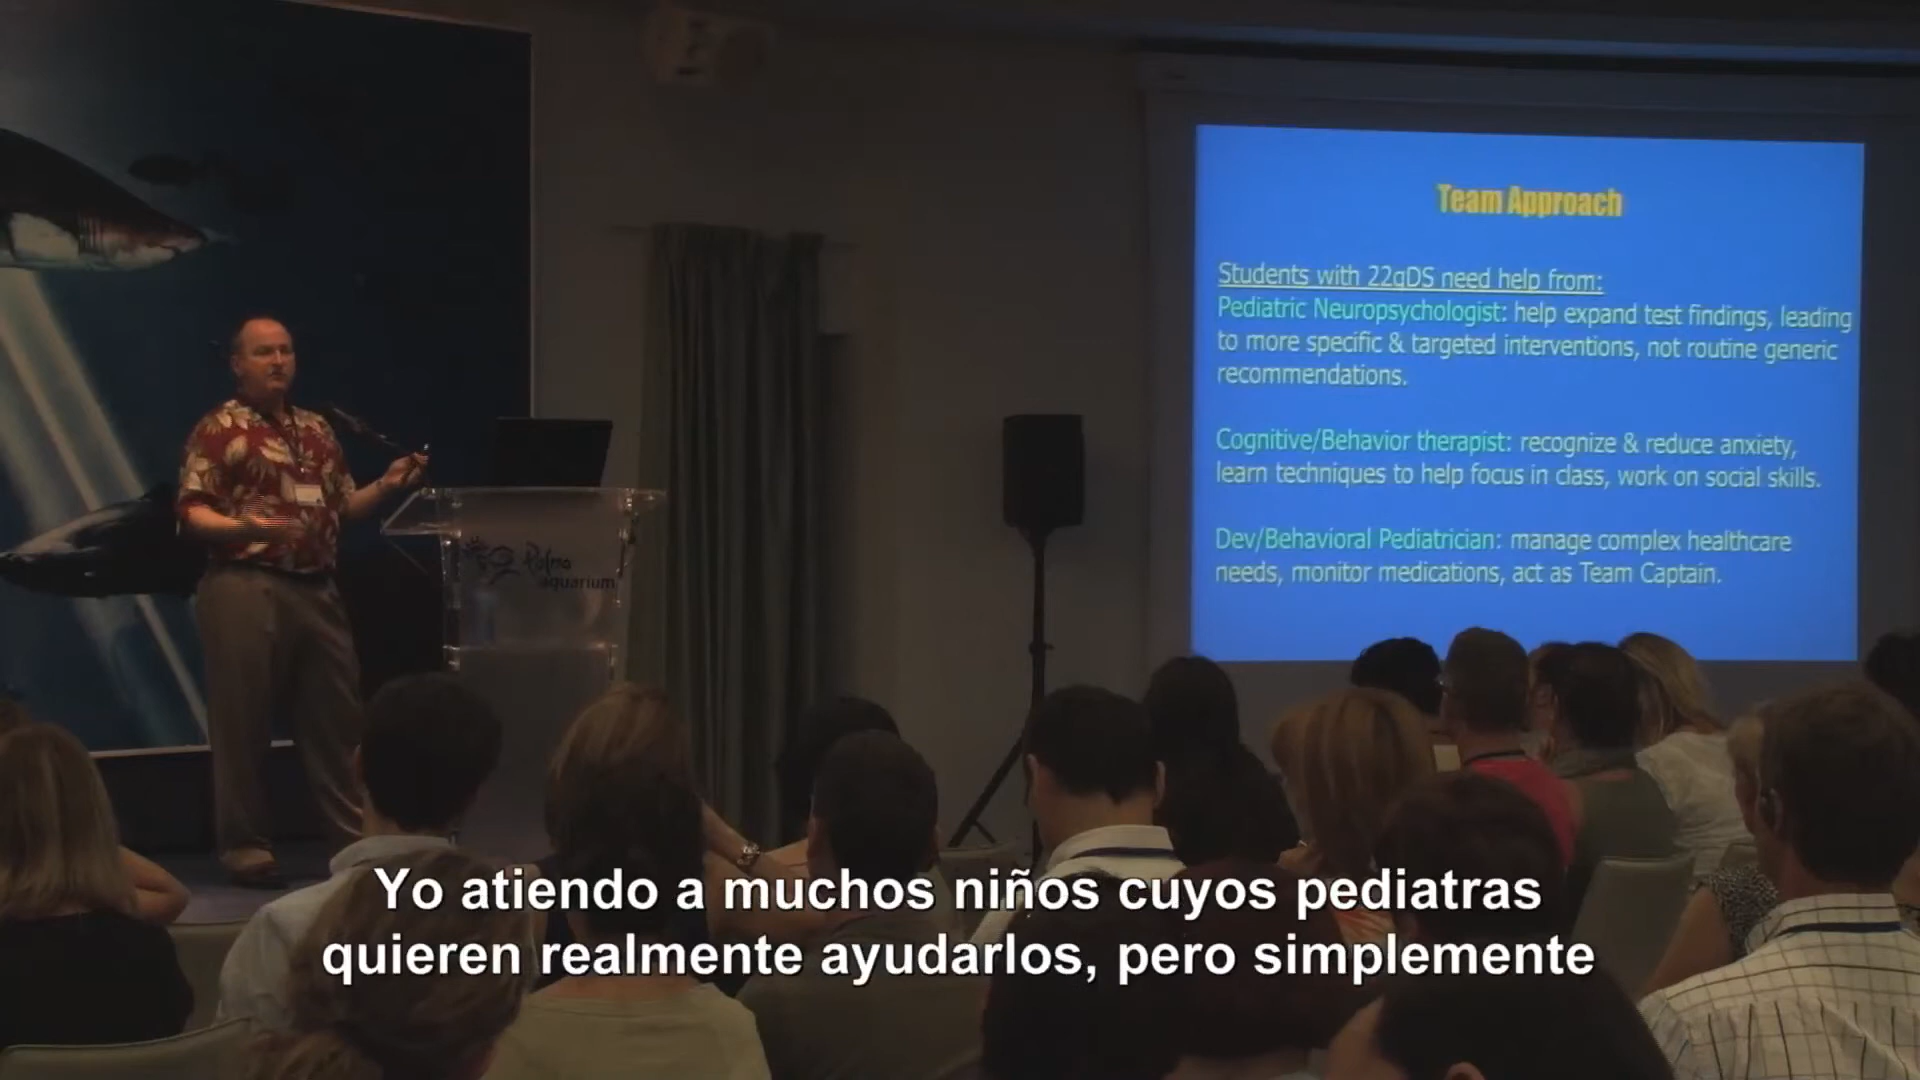 Team Approach
Students with 22qDS need help from:
Pediatric Neuropsychologist: help expand test findings, leading
to more specific & targeted interventions, not routine generic
recommendations.
Cognitive/Behavior therapist: recognize & reduce anxiety,
learn techniques to help focus in class, work on social skills.
Dev/Behavioral Pediatrician: manage complex healthcare
needs, monitor medications, act as Team Captain.
Palma
aquarium
Yo atiendo a muchos niños cuyos pediatras
quieren realmente ayudarlos, pero simplemente